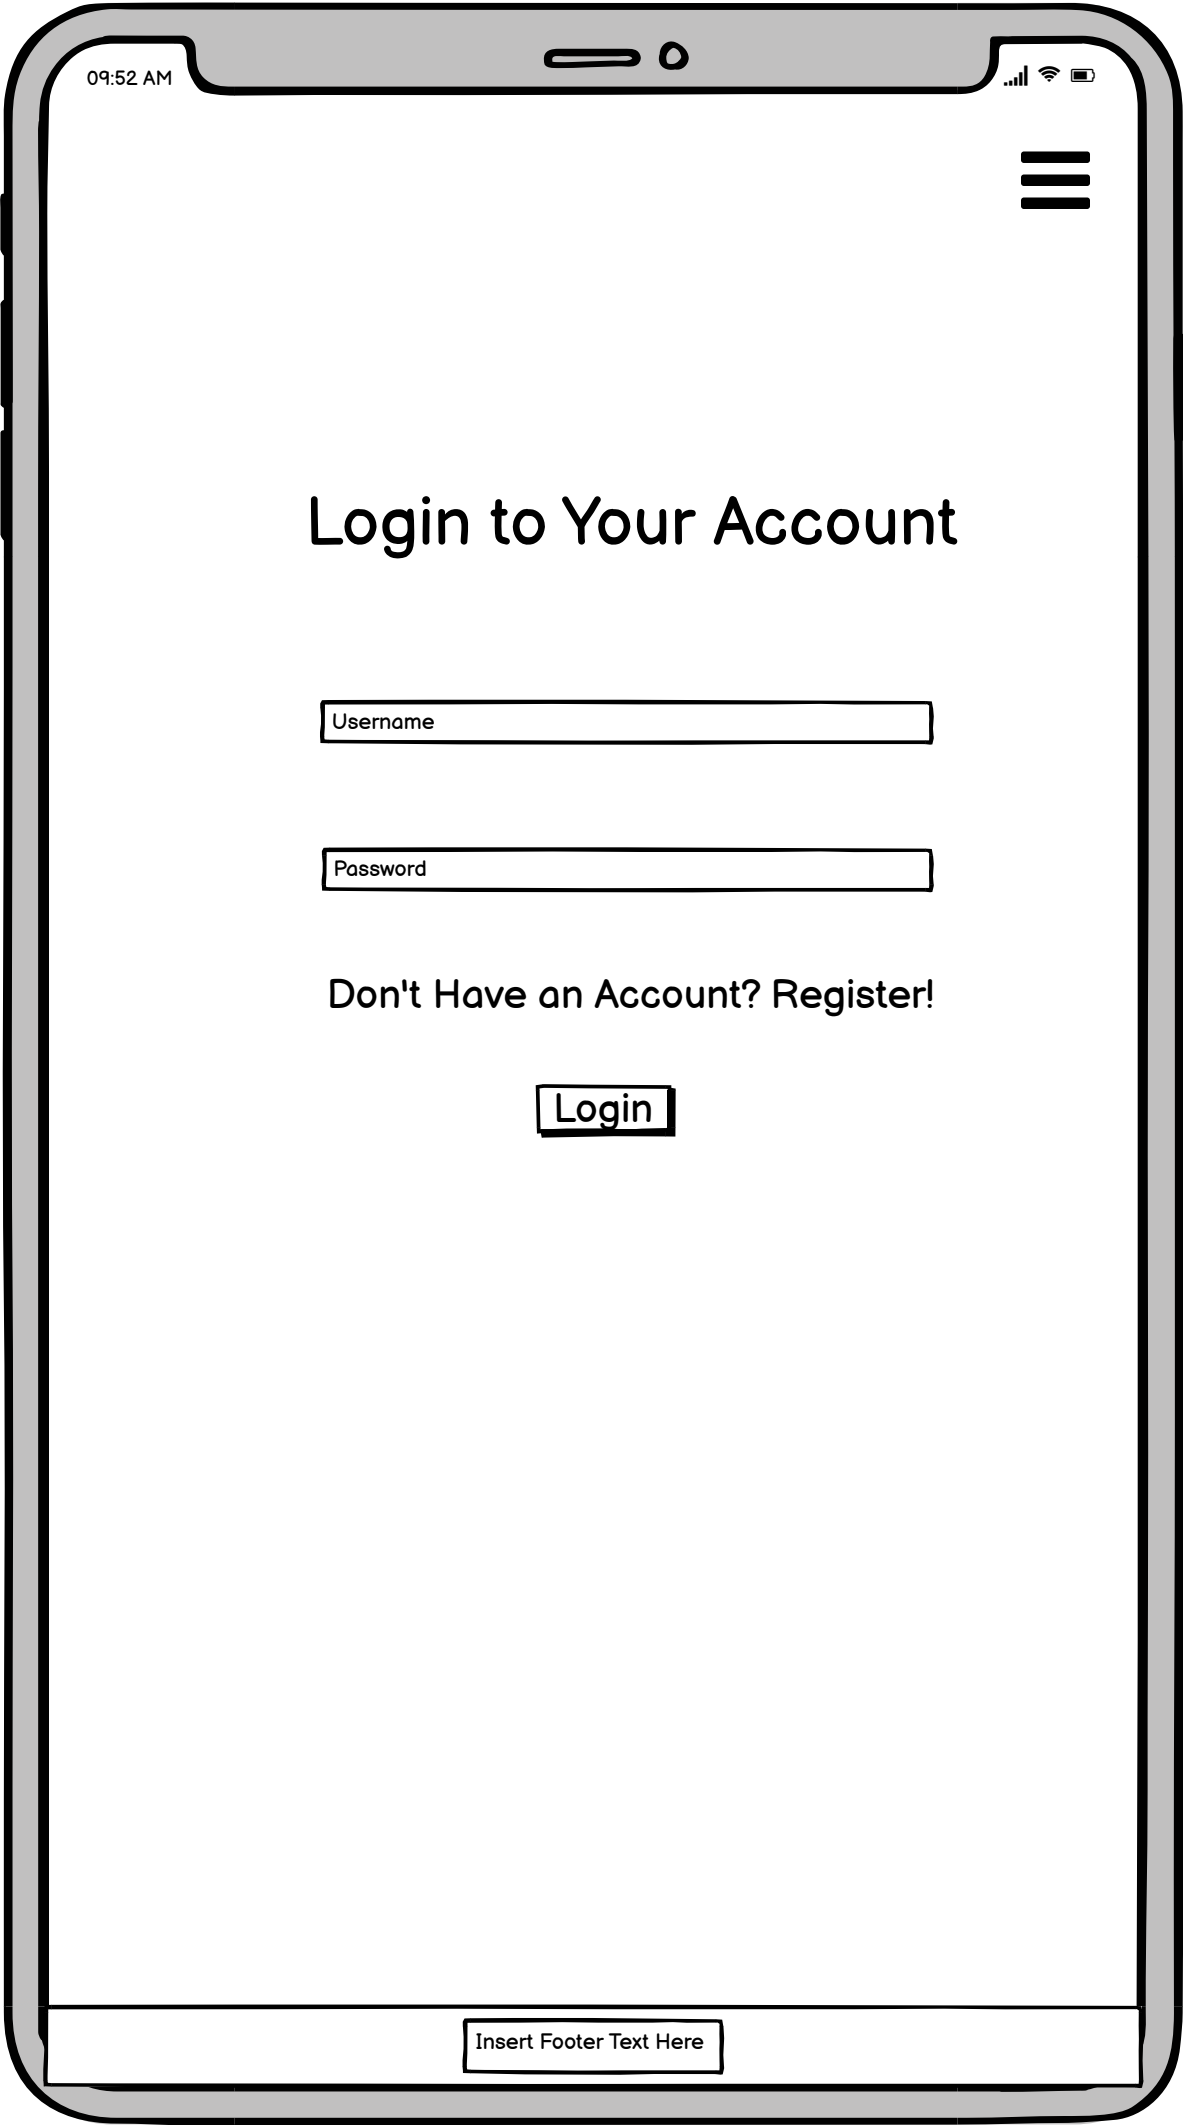 09:52 AM
Login to Your Account
Username
Password
Don't Have an Account? Register!
Login
Insert Footer Text Here